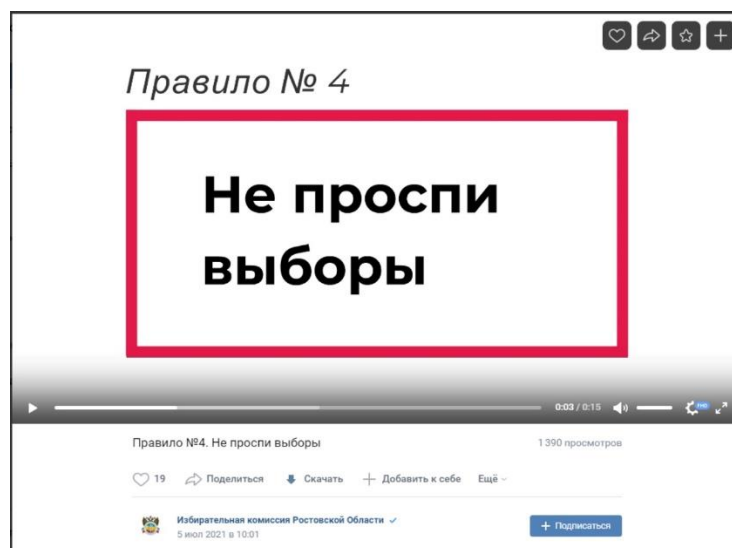 Правило № 4
Не проспи
выборы
0:03 / 0:15
Правило №4. Не проспи выборы
1 390 просмотров
19 Поделиться Скачать Добавить к себе Ещё
Избирательная комиссия Ростовской Области
5 июл 2021 в 10:01
+ Подписаться